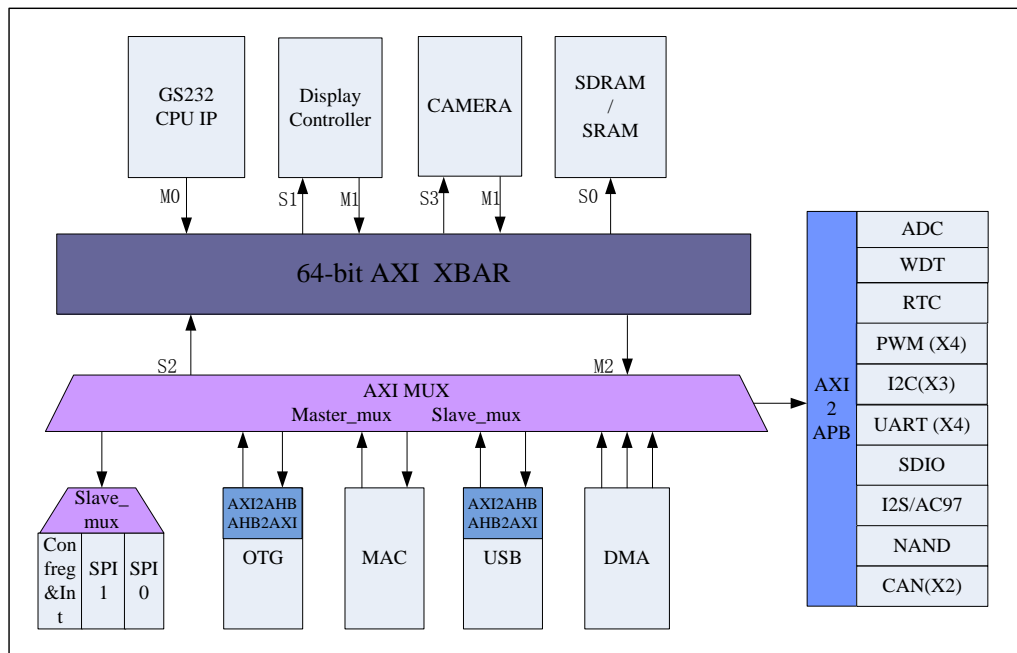 GS232
CPU IP
Display
Controller
CAMERA
SDRAM
/
SRAM
M0
S1
M1
S3
M1
S0
64-bit AXI XBAR
S2
M2
AXI MUX
Master_mux Slave_mux
Slave_
mux
Con
freg
&In
t
SPI
1
SPI
0
AXI2AHB
AHB2AXI
OTG
MAC
AXI2AHB
AHB2AXI
USB
DMA
AXI
2
APB
ADC
WDT
RTC
PWM (X4)
I2C(X3)
UART (X4)
SDIO
I2S/AC97
NAND
CAN(X2)